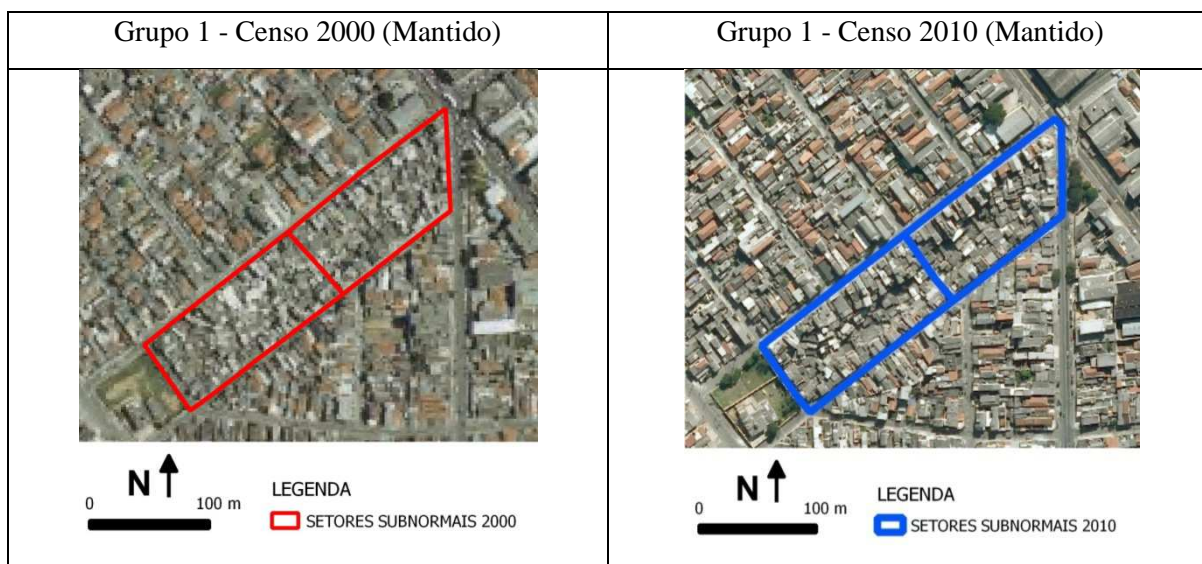 Grupo 1 - Censo 2000 (Mantido)
Grupo 1 - Censo 2010 (Mantido)
N
0 100 m
LEGENDA
SETORES SUBNORMAIS 2000
N
0 100 m
LEGENDA
SETORES SUBNORMAIS 2010